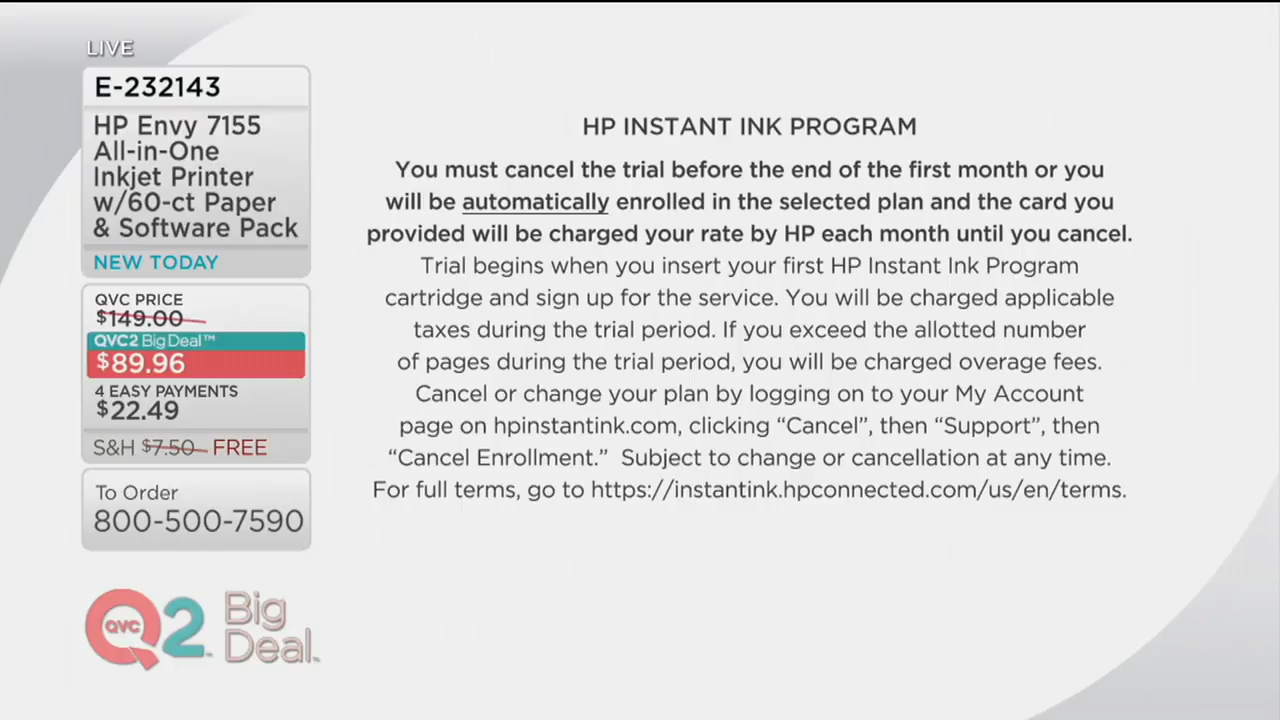 LIVE
E-232143
HP Envy 7155
All-in-One
Inkjet Printer
w/60-ct Paper
& Software Pack
NEW TODAY
QVC PRICE
$149.00
QVC2 Big Deal™
$89.96
4 EASY PAYMENTS
$22.49
S&H $7.50 FREE
To Order
800-500-7590
QVC 2™ Big Deal™
HP INSTANT INK PROGRAM
You must cancel the trial before the end of the first month or you
will be automatically enrolled in the selected plan and the card you
provided will be charged your rate by HP each month until you cancel.
Trial begins when you insert your first HP Instant Ink Program
cartridge and sign up for the service. You will be charged applicable
taxes during the trial period. If you exceed the allotted number
of pages during the trial period, you will be charged overage fees.
Cancel or change your plan by logging on to your My Account
page on hpinstantink.com, clicking “Cancel”, then “Support”, then
“Cancel Enrollment.”  Subject to change or cancellation at any time.
For full terms, go to https://instantink.hpconnected.com/us/en/terms.